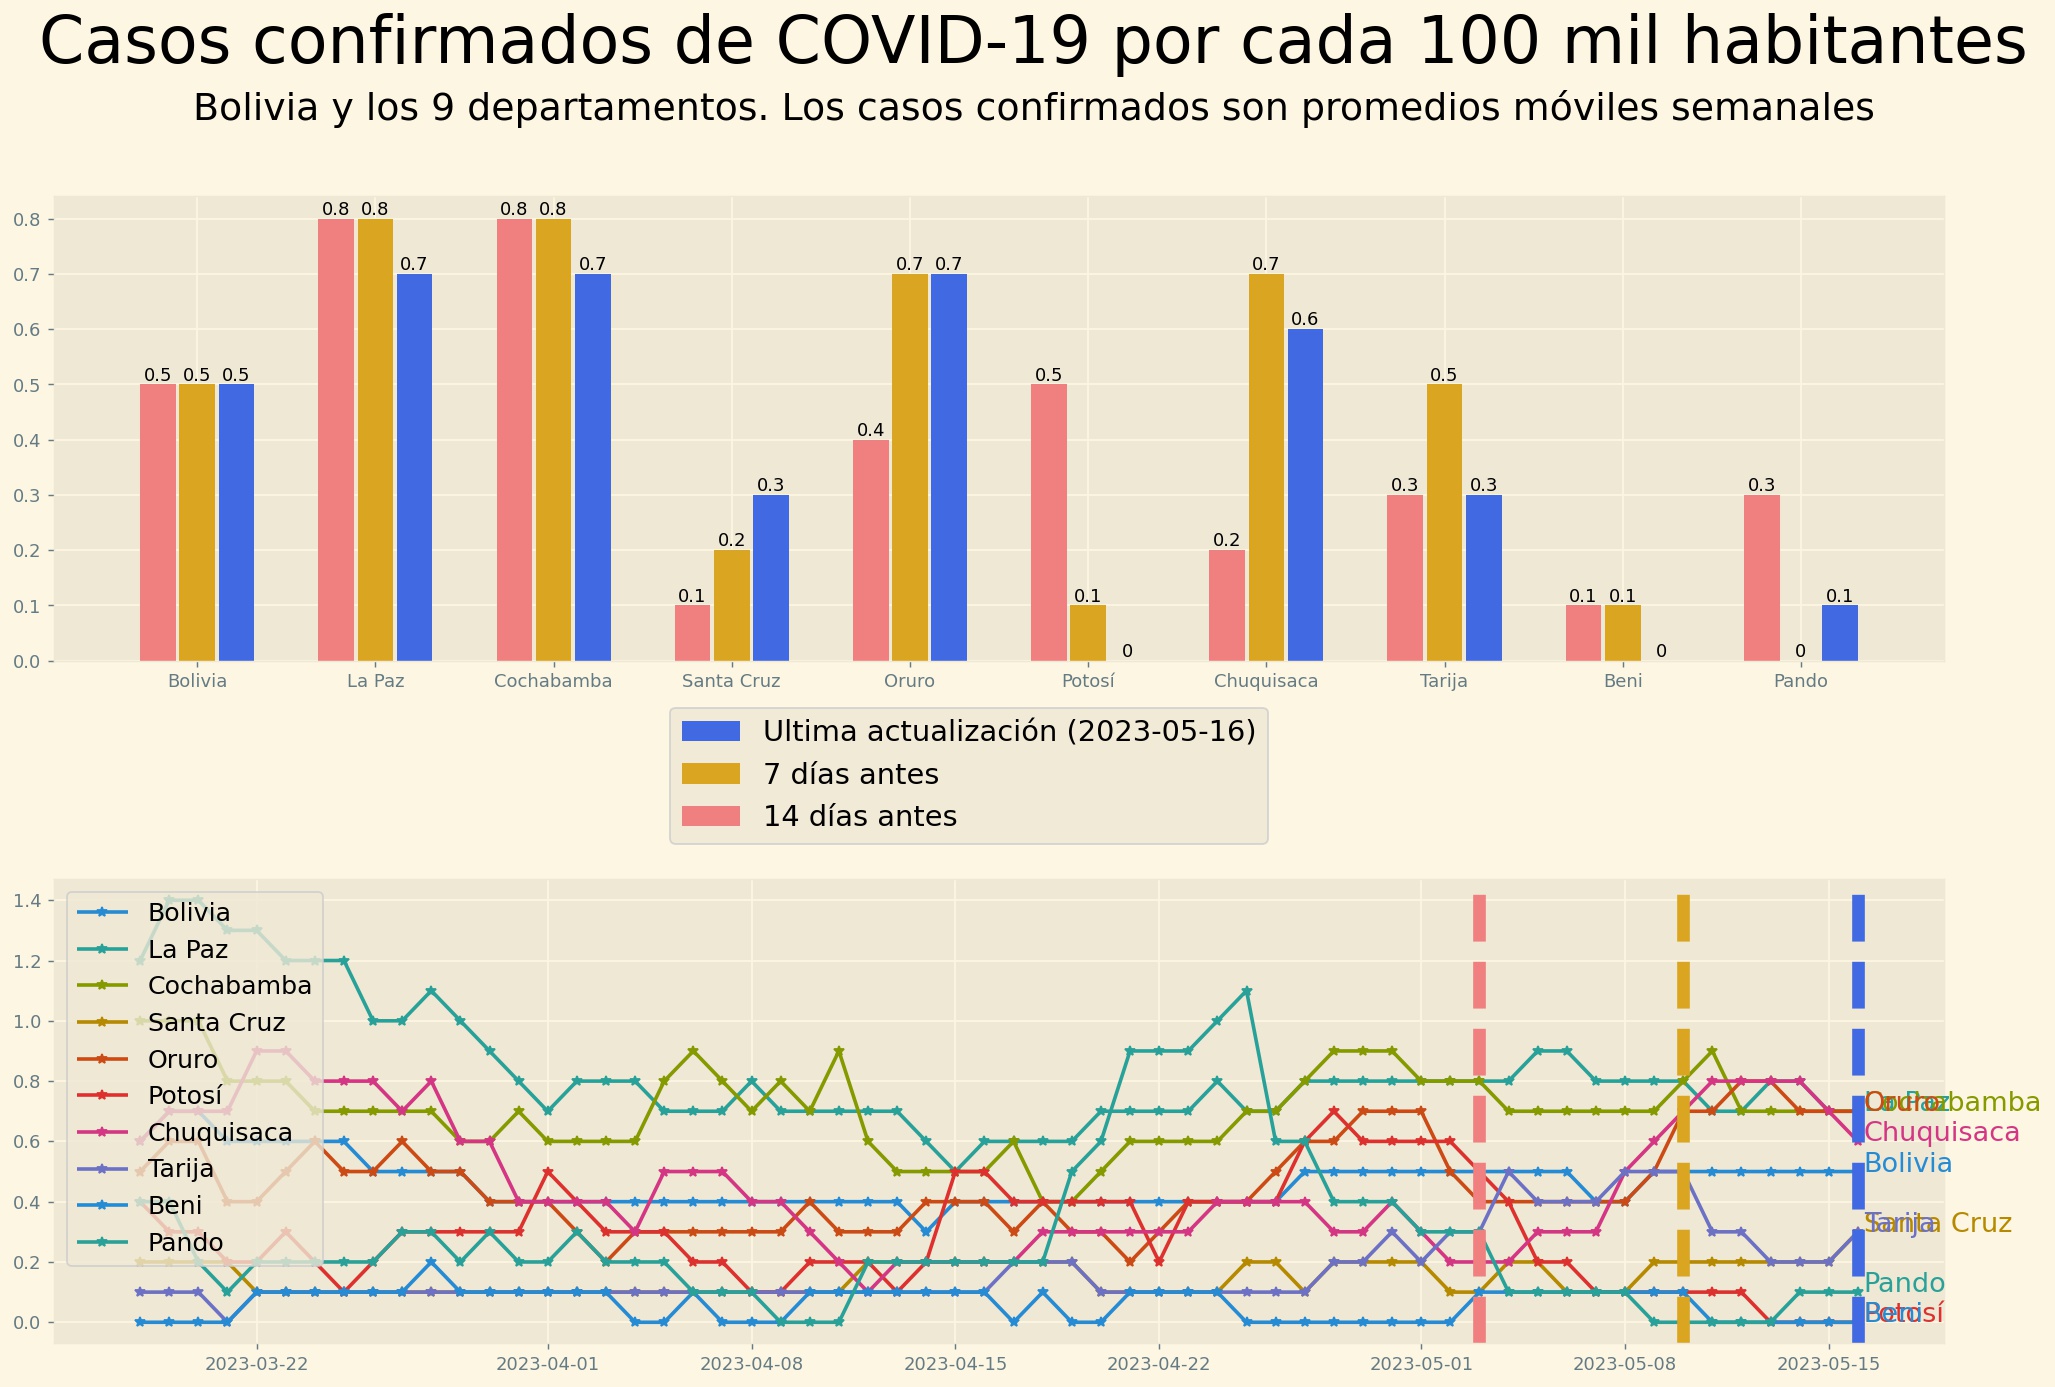 Casos confirmados de COVID-19 por cada 100 mil habitantes
Bolivia y los 9 departamentos. Los casos confirmados son promedios móviles semanales
0.8
0.7
0.6
0.5
0.4
0.3
0.2
0.1
0.0
0.5 0.5 0.5
0.8 0.8 0.7
0.8 0.8 0.7
0.1 0.2 0.3
0.4 0.7 0.7
0.5 0.1 0
0.2 0.7 0.6
0.3 0.5 0.3
0.1 0.1 0
0.3 0 0.1
Bolivia La Paz Cochabamba Santa Cruz Oruro Potosí Chuquisaca Tarija Beni Pando
Ultima actualización (2023-05-16)
7 días antes
14 días antes
1.4
1.2
1.0
0.8
0.6
0.4
0.2
0.0
Bolivia
La Paz
Cochabamba
Santa Cruz
Oruro
Potosí
Chuquisaca
Tarija
Beni
Pando
La Paz
Cochabamba
Oruro
Chuquisaca
Bolivia
Santa Cruz
Tarija
Pando
Potosí
Beni
2023-03-22 2023-04-01 2023-04-08 2023-04-15 2023-04-22 2023-05-01 2023-05-08 2023-05-15